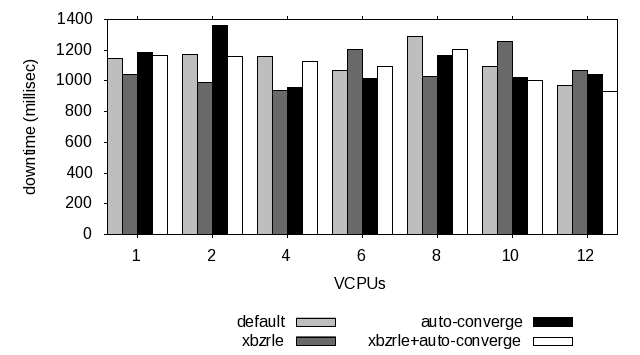 1400
1200
1000
800
600
400
200
0
downtime (millisec)
1 2 4 6 8 10 12
VCPUs
default auto-converge
xbzrle xbzrle+auto-converge